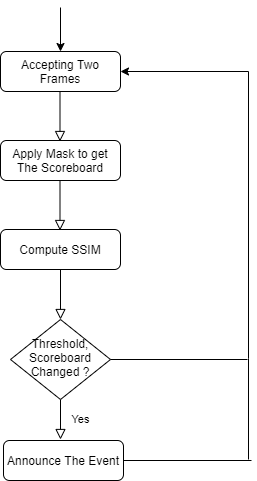 Accepting Two
Frames
Apply Mask to get
The Scoreboard
Compute SSIM
Threshold,
Scoreboard
Changed ?
Yes
Announce The Event